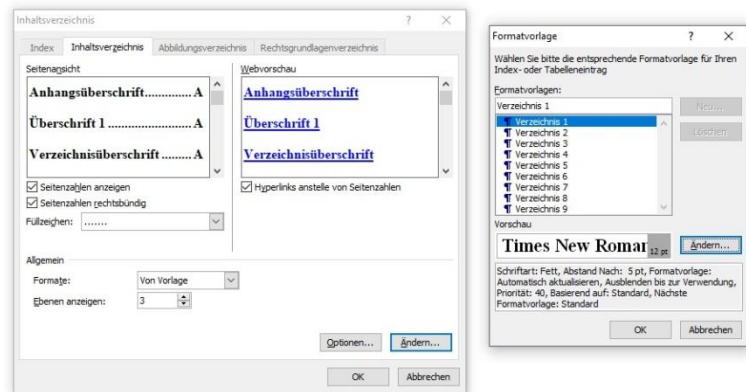 Inhaltsverzeichnis ? X
Index Inhaltsverzeichnis Abbildungsverzeichnis Rechtsgrundlagenverzeichnis
Seitenansicht
Anhangsüberschrift.............. A
Überschrift 1 ..................... A
Verzeichnisüberschrift ......... A
Webvorschau
Anhangsüberschrift
Überschrift 1
Verzeichnisüberschrift
Seitenzahlen anzeigen
Seitenzahlen rechtsbündig
Füllzeichen: .......
Hyperlinks anstelle von Seitenzahlen
Allgemein
Formate: Von Vorlage
Ebenen anzeigen: 3
Optionen... Ändern...
OK Abbrechen
Formatvorlage ? X
Wählen Sie bitte die entsprechende Formatvorlage für Ihren
Index- oder Tabelleneintrag
Formatvorlagen:
Verzeichnis 1
Neu...
Löschen
¶ Verzeichnis 1
¶ Verzeichnis 2
¶ Verzeichnis 3
¶ Verzeichnis 4
¶ Verzeichnis 5
¶ Verzeichnis 6
¶ Verzeichnis 7
¶ Verzeichnis 8
¶ Verzeichnis 9
Vorschau
Times New Roman 12 pt
Ändern...
Schriftart: Fett, Abstand Nach: 5 pt, Formatvorlage:
Automatisch aktualisieren, Ausblenden bis zur Verwendung,
Priorität: 40, Basierend auf: Standard, Nächste
Formatvorlage: Standard
OK Abbrechen